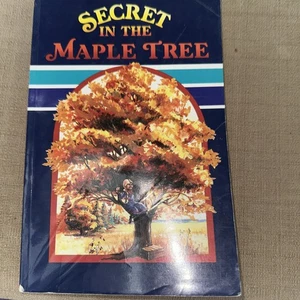 SECRET
IN THE
MAPLE TREE